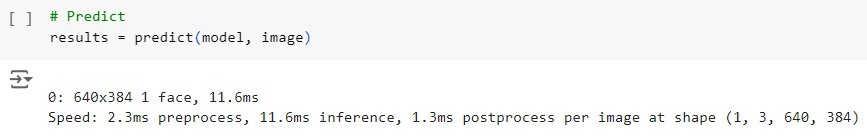 [ ] # Predict
results = predict(model, image)
0: 640x384 1 face, 11.6ms
Speed: 2.3ms preprocess, 11.6ms inference, 1.3ms postprocess per image at shape (1, 3, 640, 384)